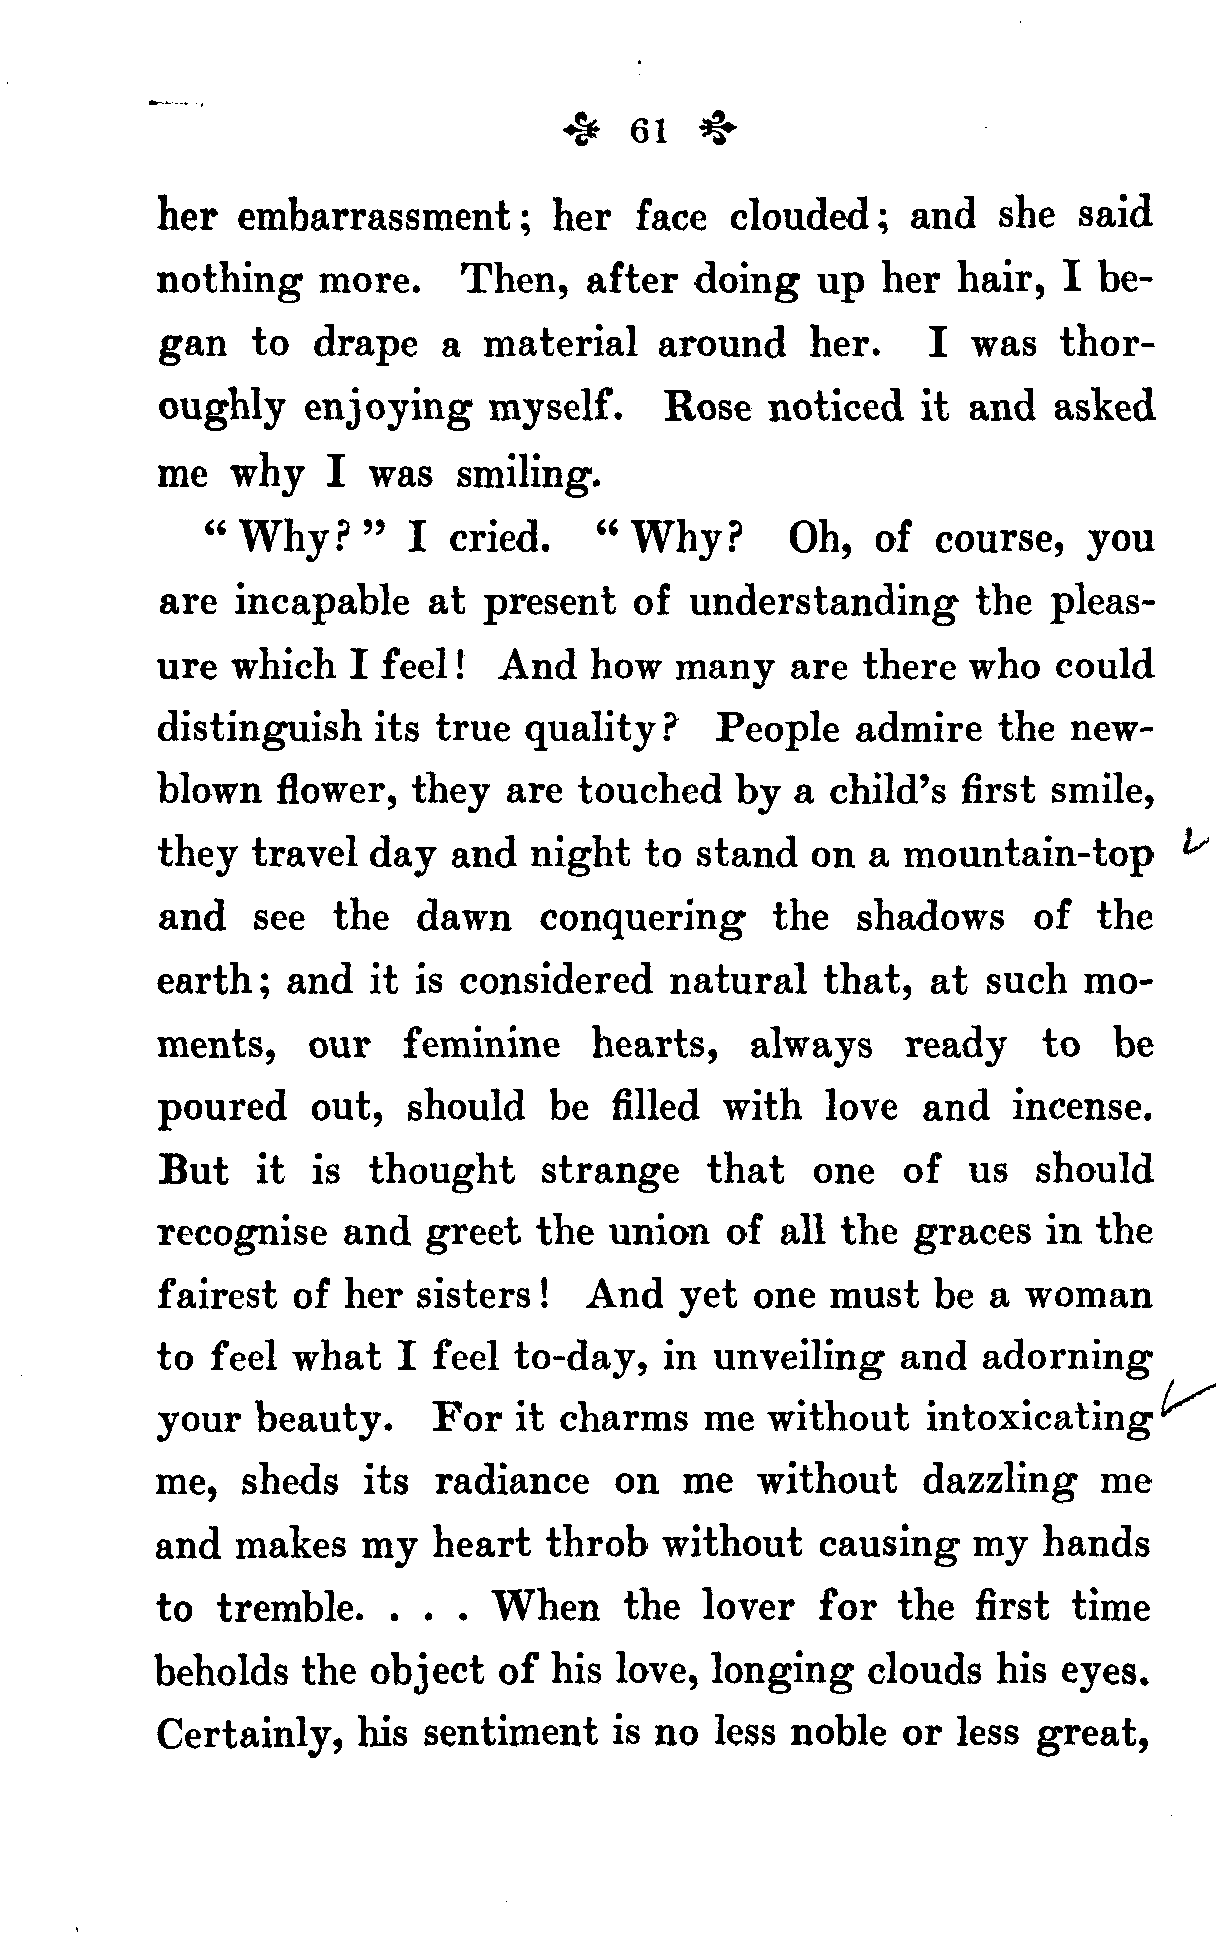 61
her embarrassment; her face clouded; and she said
nothing more. Then, after doing up her hair, I be-
gan to drape a material around her. I was thor-
oughly enjoying myself. Rose noticed it and asked
me why I was smiling.
"Why?" I cried. "Why? Oh, of course, you
are incapable at present of understanding the pleas-
ure which I feel! And how many are there who could
distinguish its true quality? People admire the new-
blown flower, they are touched by a child's first smile,
they travel day and night to stand on a mountain-top
and see the dawn conquering the shadows of the
earth; and it is considered natural that, at such mo-
ments, our feminine hearts, always ready to be
poured out, should be filled with love and incense.
But it is thought strange that one of us should
recognise and greet the union of all the graces in the
fairest of her sisters! And yet one must be a woman
to feel what I feel to-day, in unveiling and adorning
your beauty. For it charms me without intoxicating
me, sheds its radiance on me without dazzling me
and makes my heart throb without causing my hands
to tremble. . . . When the lover for the first time
beholds the object of his love, longing clouds his eyes.
Certainly, his sentiment is no less noble or less great,